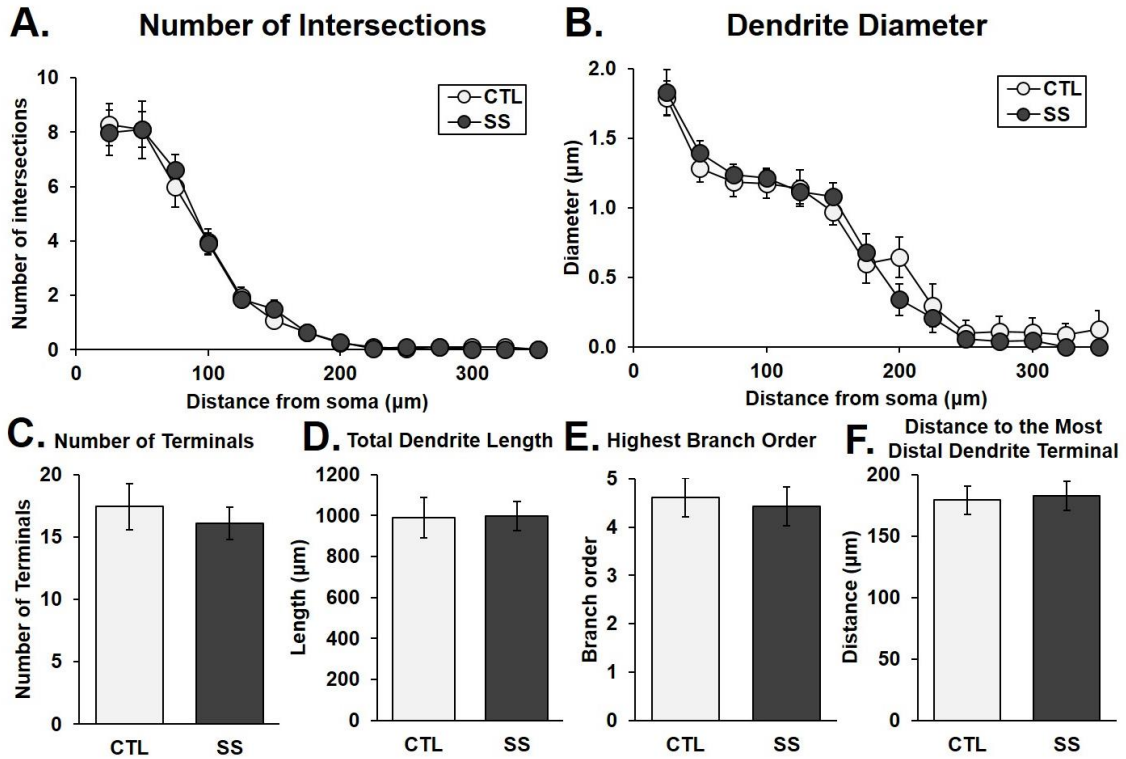 A. Number of Intersections
10
8
6
4
2
0
Number of intersections
CTL
SS
0 100 200 300
Distance from soma (µm)
B. Dendrite Diameter
2.0
1.5
1.0
0.5
0.0
Diameter (µm)
CTL
SS
0 100 200 300
Distance from soma (µm)
C. Number of Terminals
20
15
10
5
0
Number of Terminals
CTL SS
D. Total Dendrite Length
1200
1000
800
600
400
200
0
Length (µm)
CTL SS
E. Highest Branch Order
5
4
3
2
1
0
Branch order
CTL SS
F. Distance to the Most
Distal Dendrite Terminal
200
150
100
50
0
Distance (µm)
CTL SS